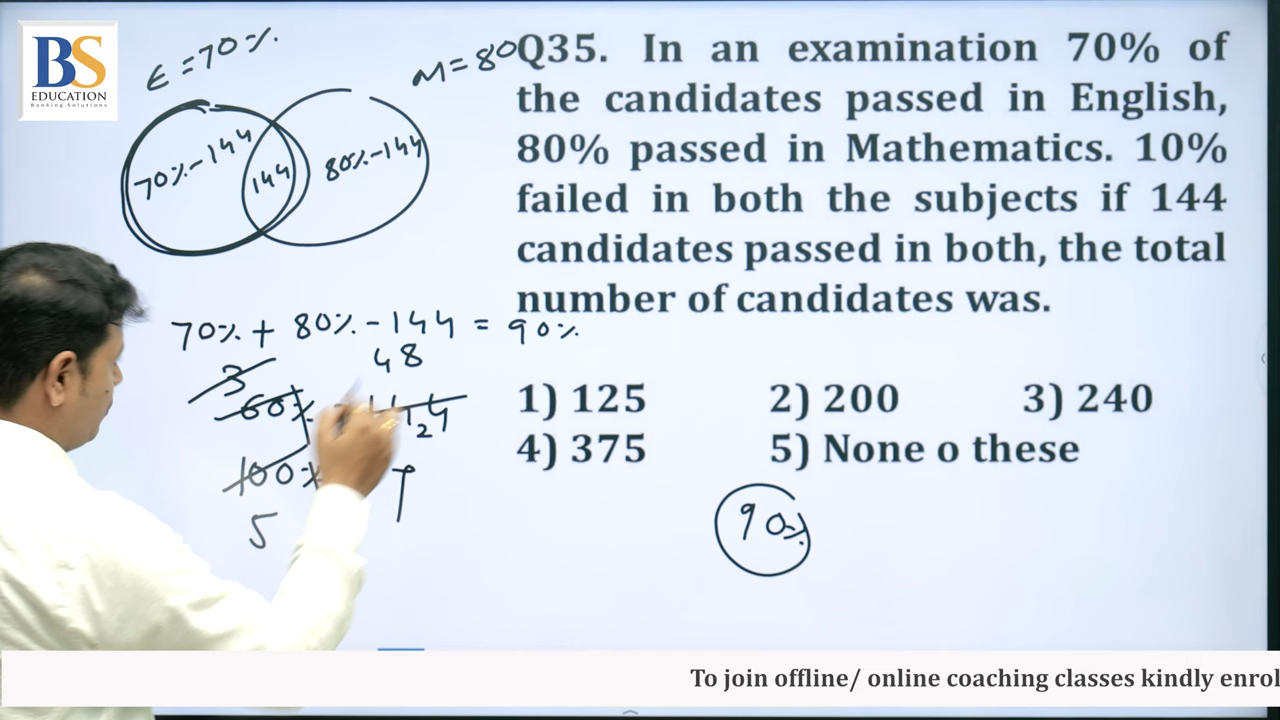 BS
EDUCATION
Banking Solutions
E = 70%
M = 80
70% - 144
144
80% - 144
Q35. In an examination 70% of
the candidates passed in English,
80% passed in Mathematics. 10%
failed in both the subjects if 144
candidates passed in both, the total
number of candidates was.
70% + 80% - 144 = 90%
3
48
60%
100%
2
5
1) 125 2) 200 3) 240
4) 375 5) None o these
90%
To join offline/ online coaching classes kindly enrol